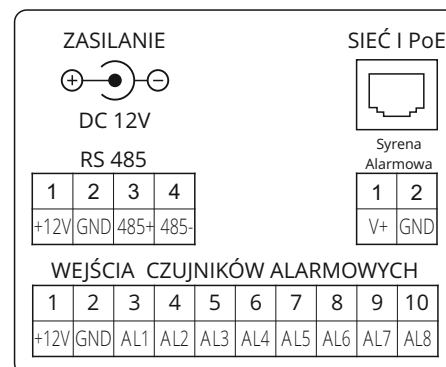 ZASILANIE
DC 12V
SIEĆ I PoE
RS 485
1 2 3 4
+12V GND 485+ 485-
Syrena
Alarmowa
1 2
V+ GND
WEJŚCIA CZUJNIKÓW ALARMOWYCH
1 2 3 4 5 6 7 8 9 10
+12V GND AL1 AL2 AL3 AL4 AL5 AL6 AL7 AL8